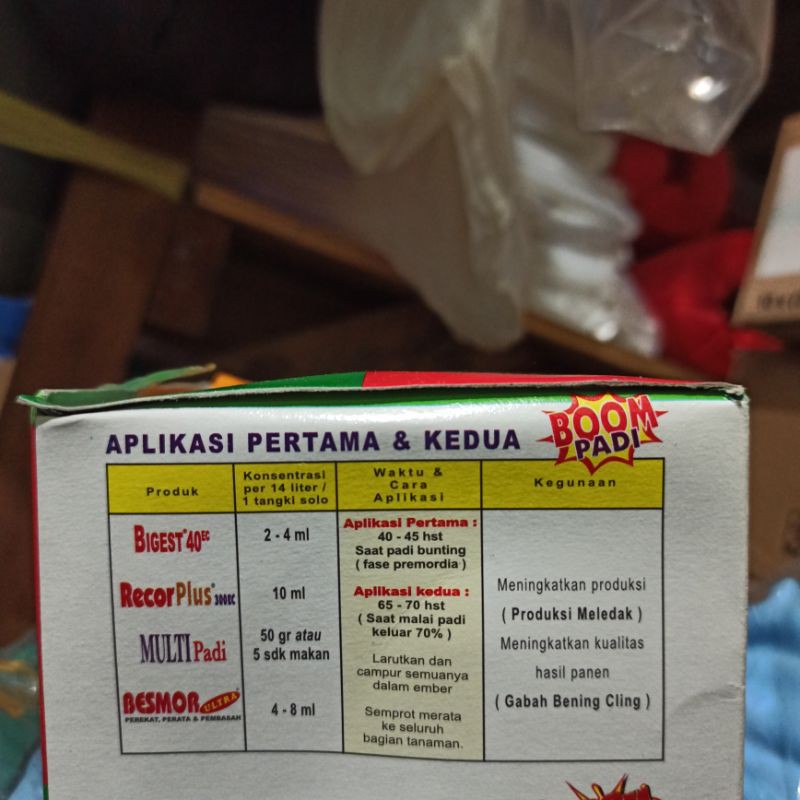 APLIKASI PERTAMA & KEDUA
BOOM
PADI
Produk
Konsentrasi
per 14 liter /
1 tangki solo
Waktu &
Cara
Aplikasi
Kegunaan
BIGEST® 40EC
2 - 4 ml
RecorPlus® 300EC
10 ml
MULTI Padi
50 gr atau
5 sdk makan
BESMOR ULTRA
PEREKAT, PERATA & PEMBASAH
4 - 8 ml
Aplikasi Pertama :
40 - 45 hst
Saat padi bunting
( fase premordia )
Aplikasi kedua :
65 - 70 hst
( Saat malai padi
keluar 70% )
Larutkan dan
campur semuanya
dalam ember
Semprot merata
ke seluruh
bagian tanaman.
Meningkatkan produksi
( Produksi Meledak )
Meningkatkan kualitas
hasil panen
( Gabah Bening Cling )